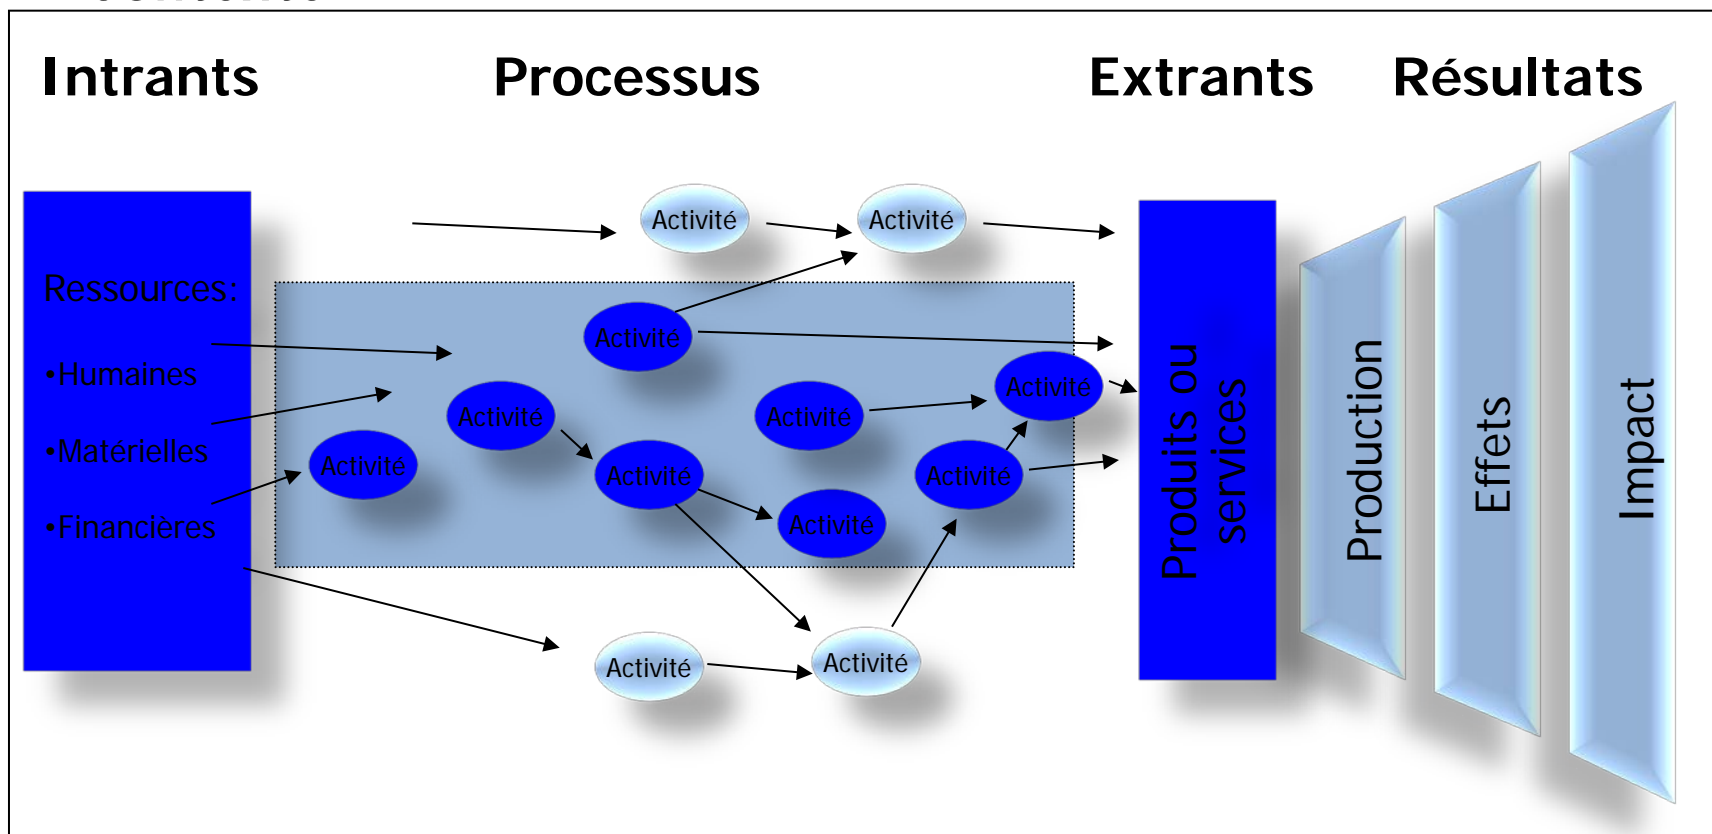 Intrants
Processus
Extrants
Résultats
Ressources:
•Humaines
•Matérielles
•Financières
Activité
Activité
Activité
Activité
Activité
Activité
Activité
Activité
Activité
Activité
Activité
Activité
Produits ou
services
Production
Effets
Impact